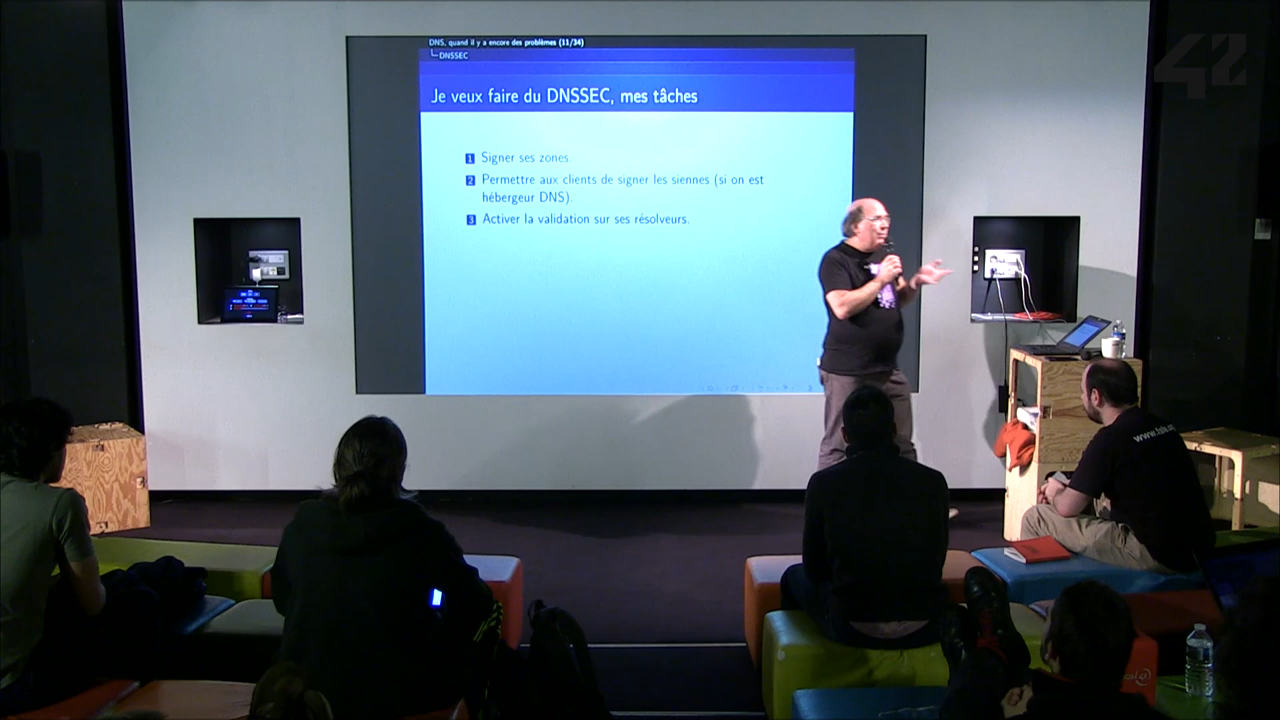 DNS, quand il y a encore des problèmes (11/34)
DNSSEC
Je veux faire du DNSSEC, mes tâches
1 Signer ses zones.
2 Permettre aux clients de signer les siennes (si on est
hébergeur DNS).
3 Activer la validation sur ses résolveurs.
42